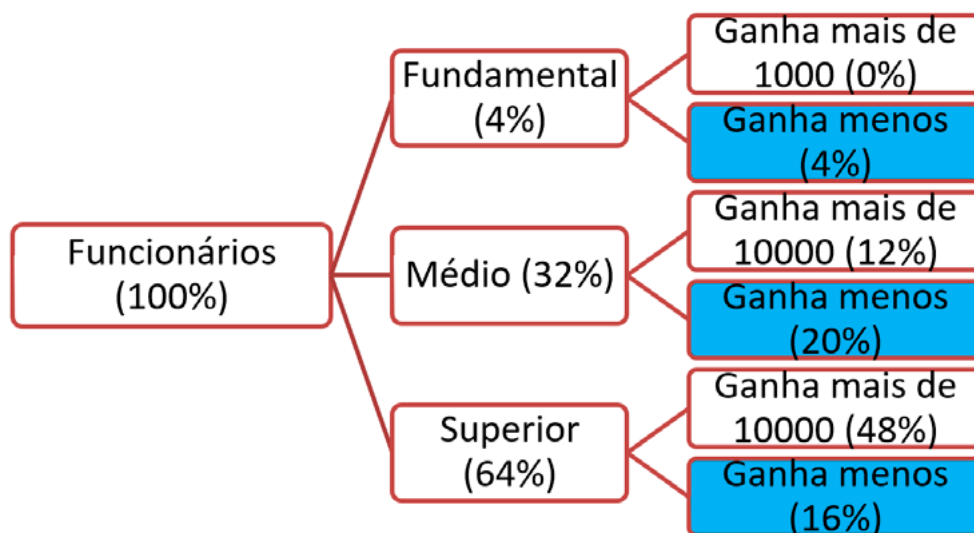 Funcionários
(100%)
Fundamental
(4%)
Ganha mais de
1000 (0%)
Ganha menos
(4%)
Médio (32%)
Ganha mais de
10000 (12%)
Ganha menos
(20%)
Superior
(64%)
Ganha mais de
10000 (48%)
Ganha menos
(16%)